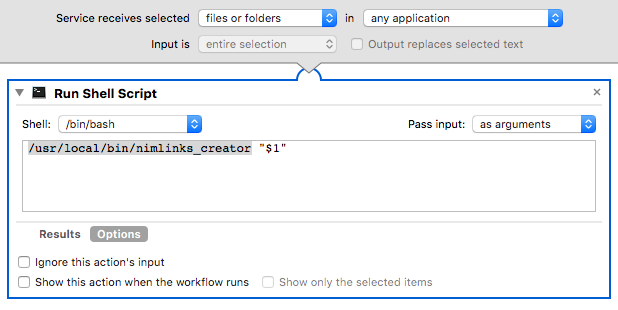 Service receives selected files or folders in any application
Input is entire selection Output replaces selected text
Run Shell Script
Shell: /bin/bash Pass input: as arguments
/usr/local/bin/nimlinks_creator "$1"
Results Options
Ignore this action's input
Show this action when the workflow runs Show only the selected items